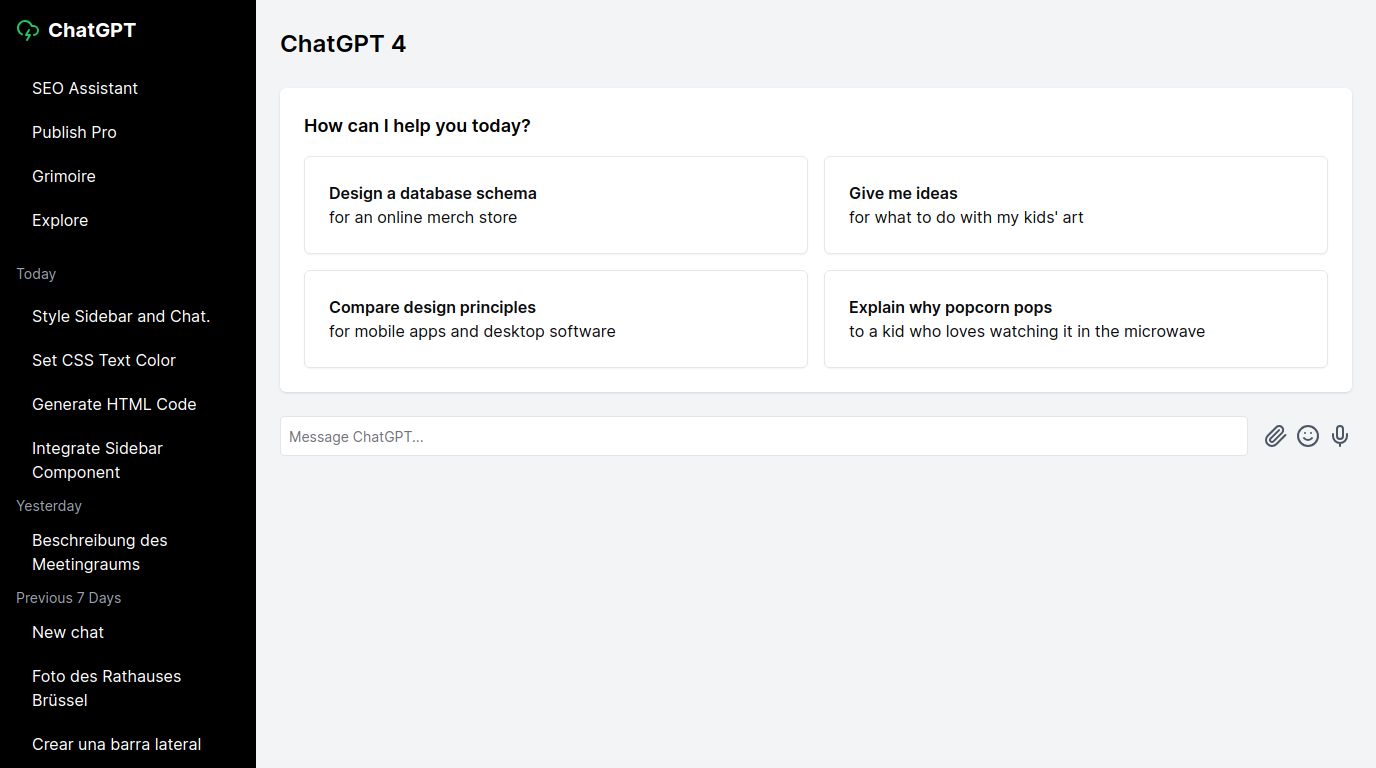 ChatGPT
SEO Assistant
Publish Pro
Grimoire
Explore
Today
Style Sidebar and Chat.
Set CSS Text Color
Generate HTML Code
Integrate Sidebar
Component
Yesterday
Beschreibung des
Meetingraums
Previous 7 Days
New chat
Foto des Rathauses
Brüssel
Crear una barra lateral
ChatGPT 4
How can I help you today?
Design a database schema
for an online merch store
Give me ideas
for what to do with my kids' art
Compare design principles
for mobile apps and desktop software
Explain why popcorn pops
to a kid who loves watching it in the microwave
Message ChatGPT...